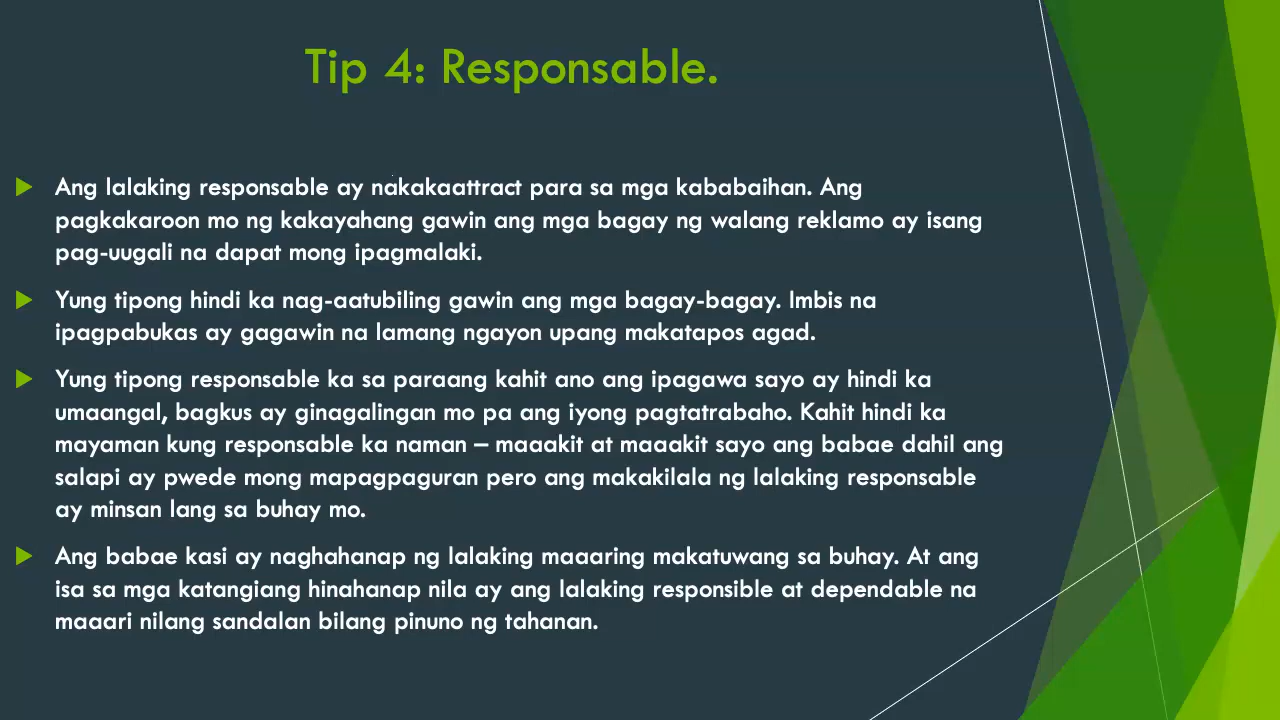 Tip 4: Responsable.
Ang lalaking responsable ay nakakaattract para sa mga kababaihan. Ang
pagkakaroon mo ng kakayahang gawin ang mga bagay ng walang reklamo ay isang
pag-uugali na dapat mong ipagmalaki.
Yung tipong hindi ka nag-aatubiling gawin ang mga bagay-bagay. Imbis na
ipagpabukas ay gagawin na lamang ngayon upang makatapos agad.
Yung tipong responsable ka sa paraang kahit ano ang ipagawa sayo ay hindi ka
umaangal, bagkus ay ginagalingan mo pa ang iyong pagtatrabaho. Kahit hindi ka
mayaman kung responsable ka naman – maaakit at maaakit sayo ang babae dahil ang
salapi ay pwede mong mapagpaguran pero ang makakilala ng lalaking responsable
ay minsan lang sa buhay mo.
Ang babae kasi ay naghahanap ng lalaking maaaring makatuwang sa buhay. At ang
isa sa mga katangiang hinahanap nila ay ang lalaking responsible at dependable na
maaari nilang sandalan bilang pinuno ng tahanan.